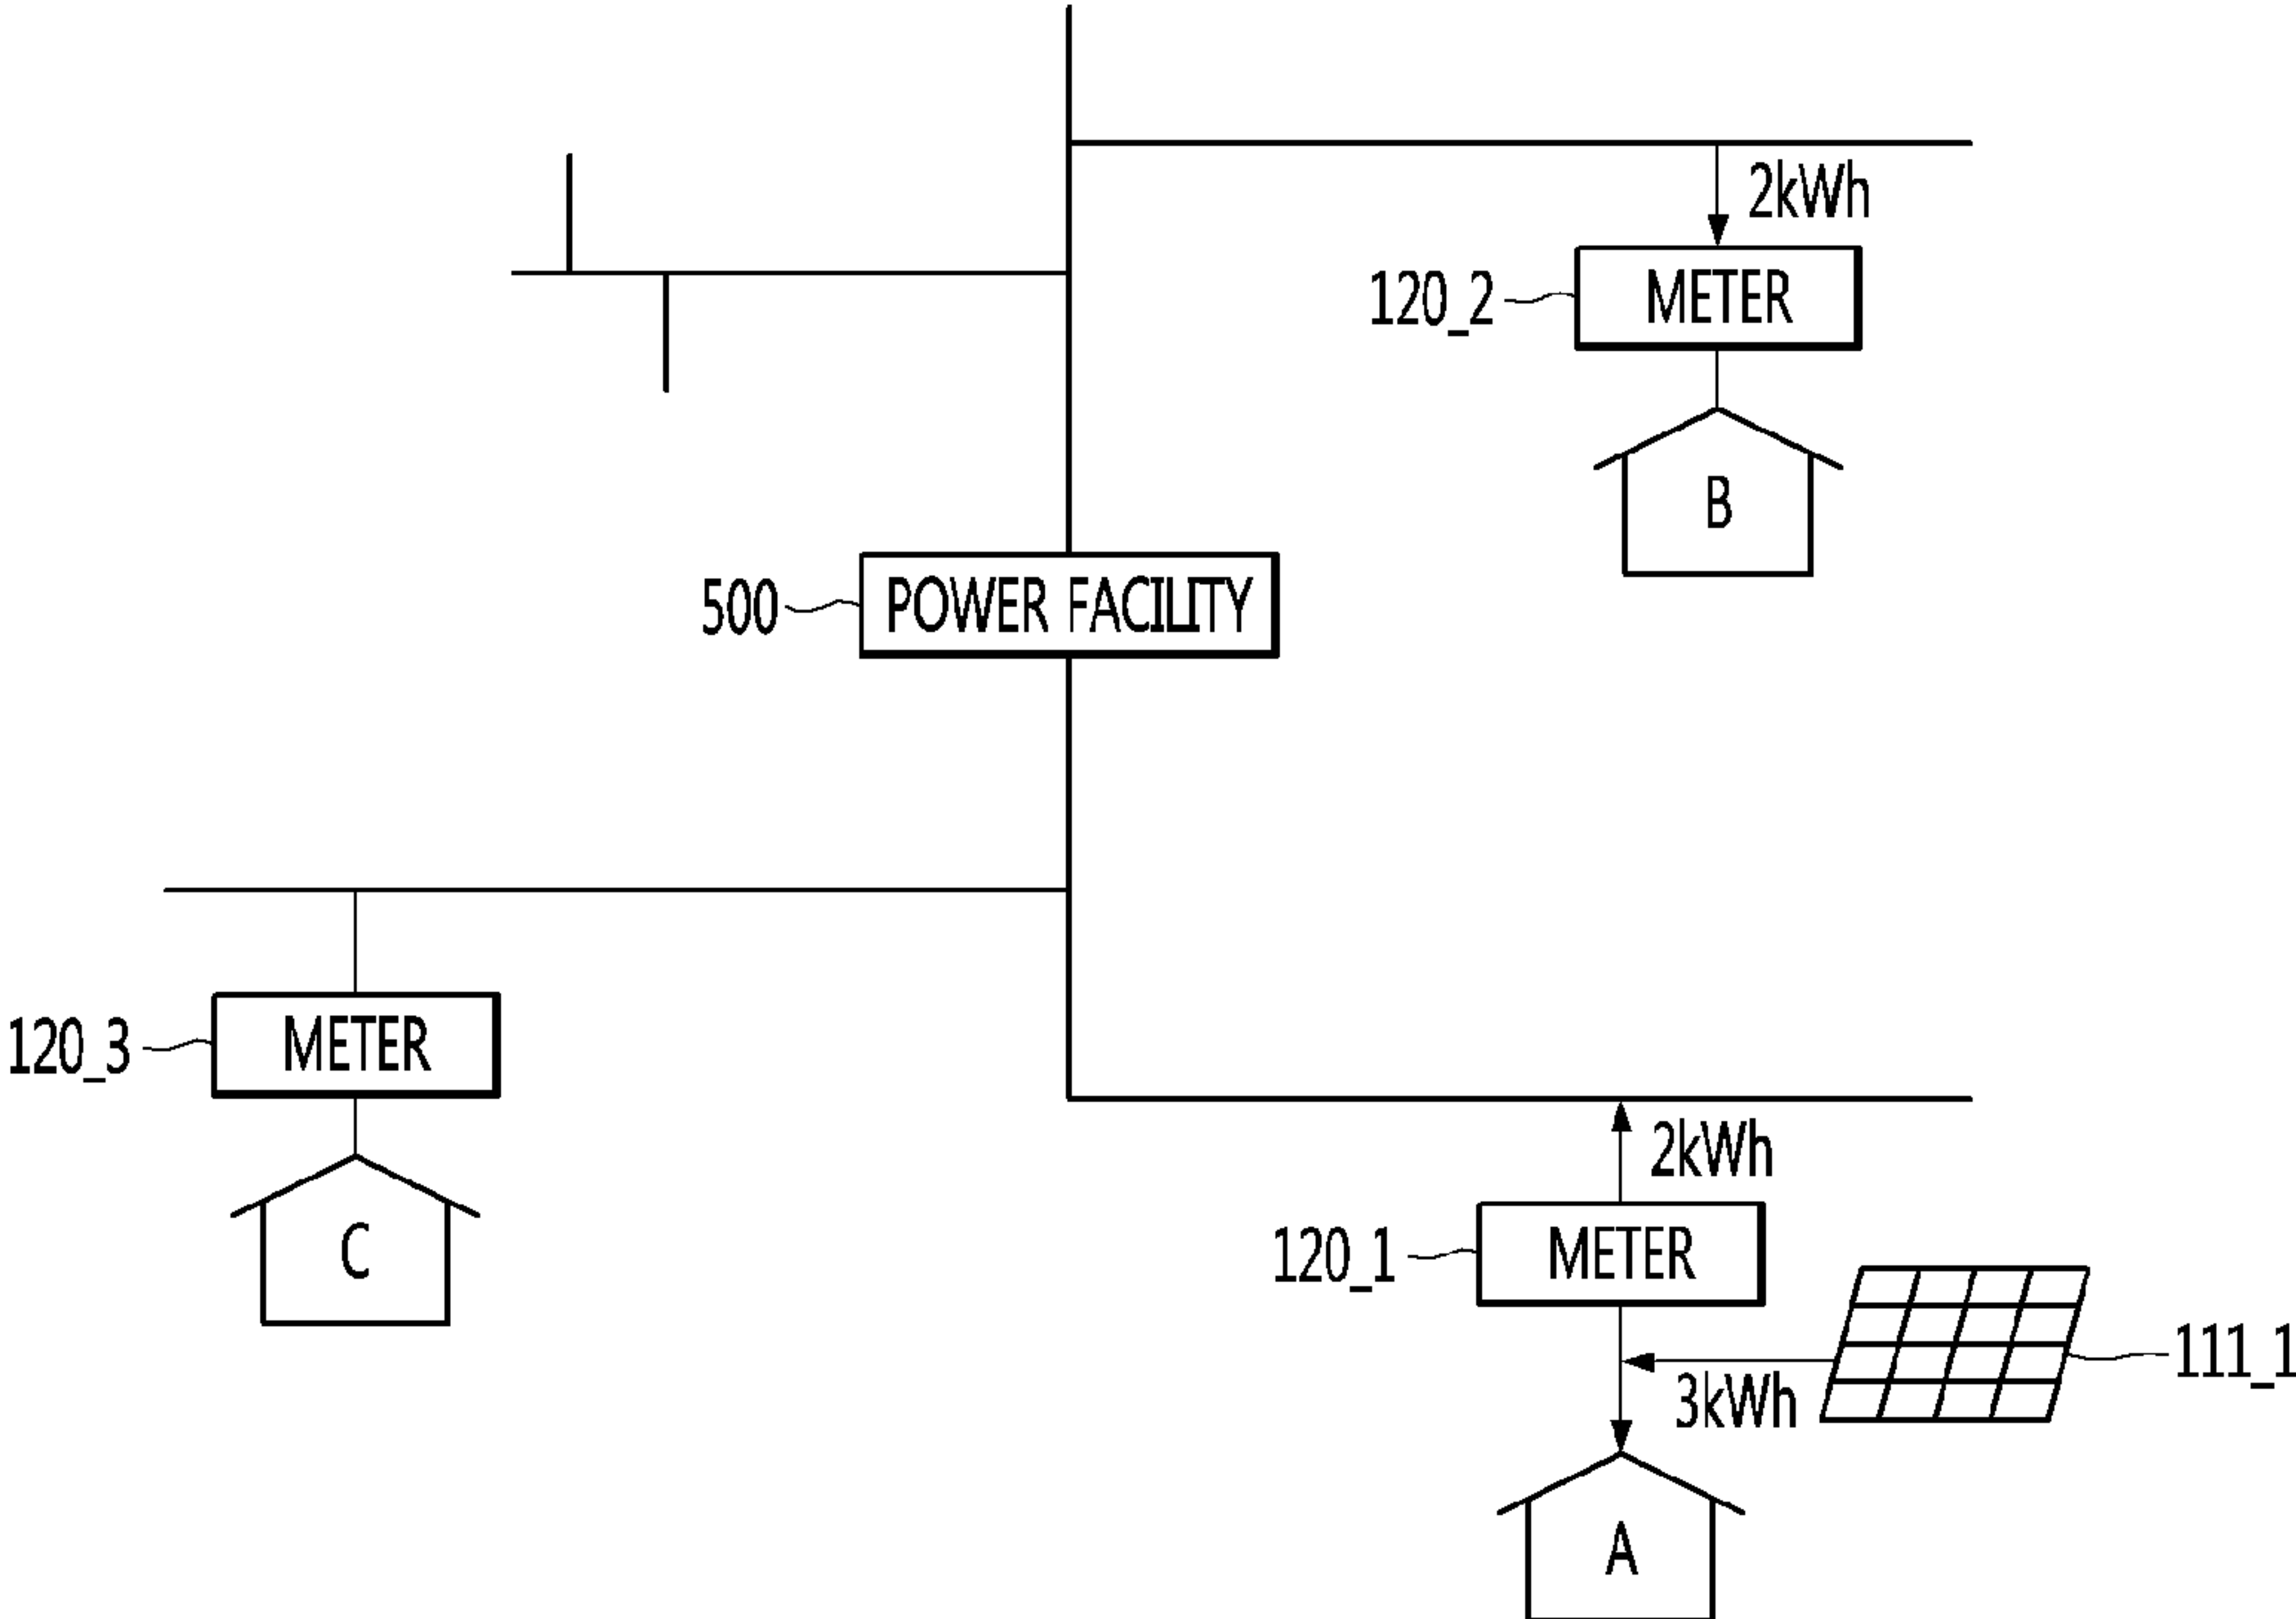 2kWh
120_2 METER
B
500 POWER FACILITY
120_3 METER
C
2kWh
120_1 METER
111_1
3kWh
A